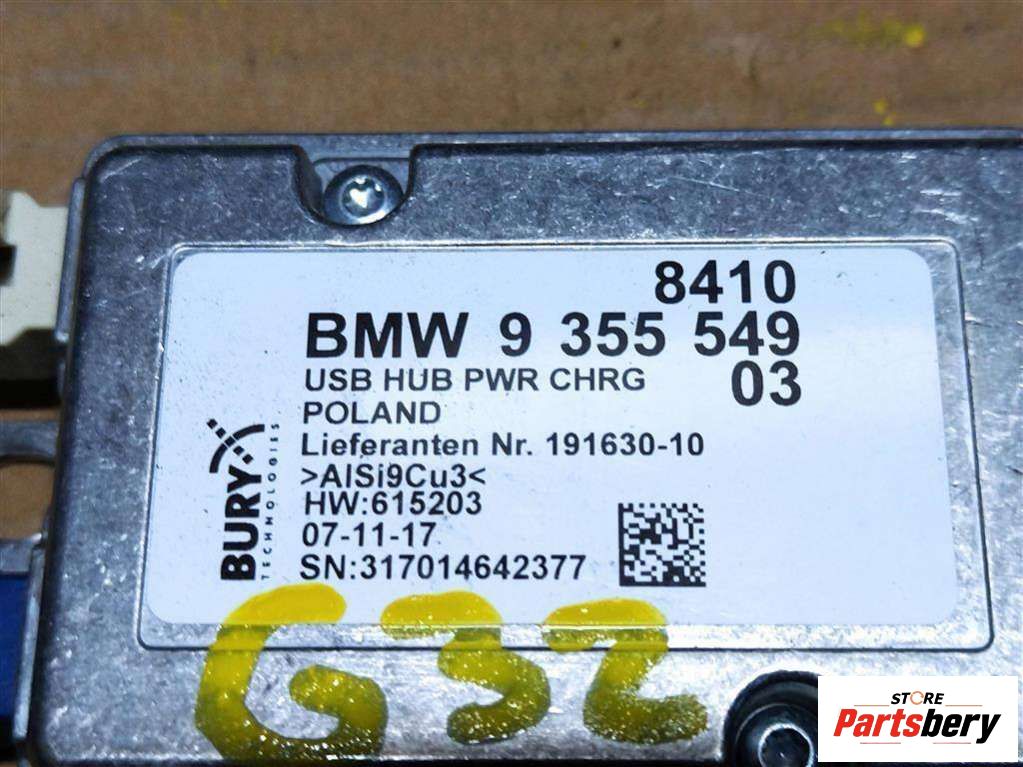 8410
BMW 9 355 549
03
USB HUB PWR CHRG
POLAND
Lieferanten Nr. 191630-10
>AlSi9Cu3<
HW:615203
07-11-17
SN:317014642377
BURY
TECHNOLOGIES
G32
STORE
Partsbery